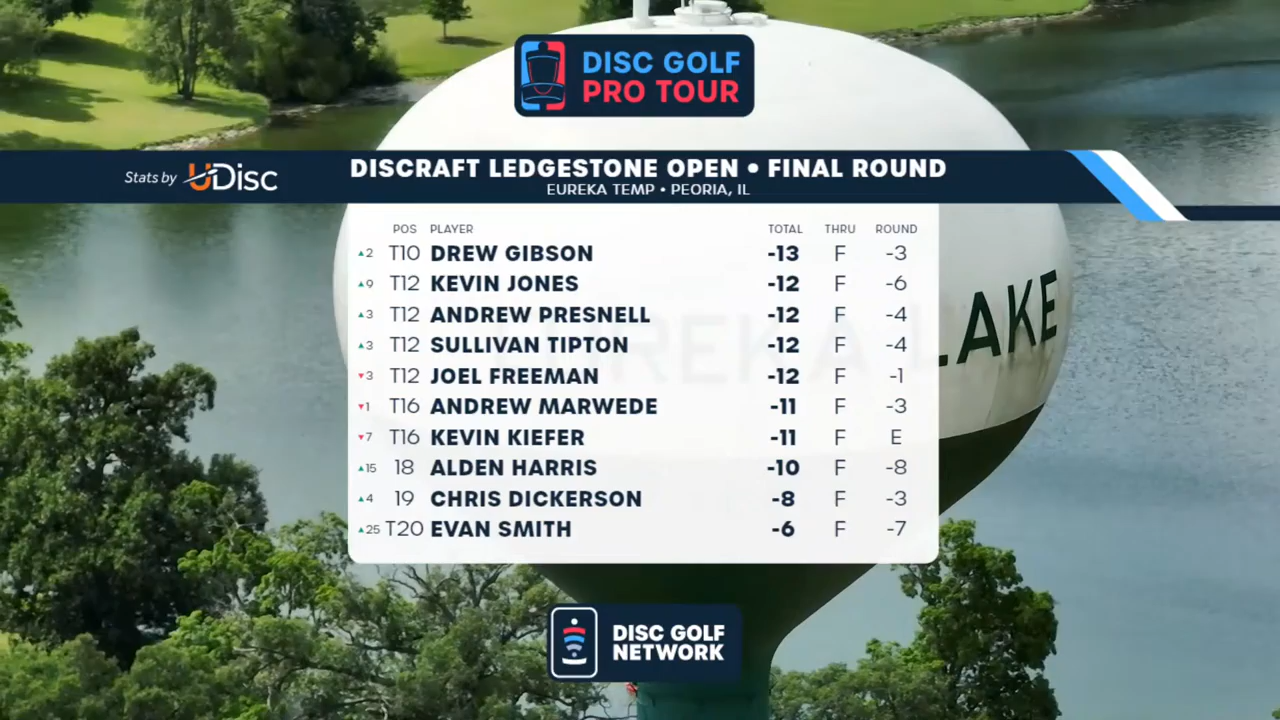 DISC GOLF
PRO TOUR
Stats by UDisc
DISCRAFT LEDGESTONE OPEN • FINAL ROUND
EUREKA TEMP • PEORIA, IL
POS PLAYER TOTAL THRU ROUND
▲2 T10 DREW GIBSON -13 F -3
▲9 T12 KEVIN JONES -12 F -6
▲3 T12 ANDREW PRESNELL -12 F -4
▲3 T12 SULLIVAN TIPTON -12 F -4
▼3 T12 JOEL FREEMAN -12 F -1
▼1 T16 ANDREW MARWEDE -11 F -3
▼7 T16 KEVIN KIEFER -11 F E
▲15 18 ALDEN HARRIS -10 F -8
▲4 19 CHRIS DICKERSON -8 F -3
▲25 T20 EVAN SMITH -6 F -7
EUREKA LAKE
DISC GOLF
NETWORK